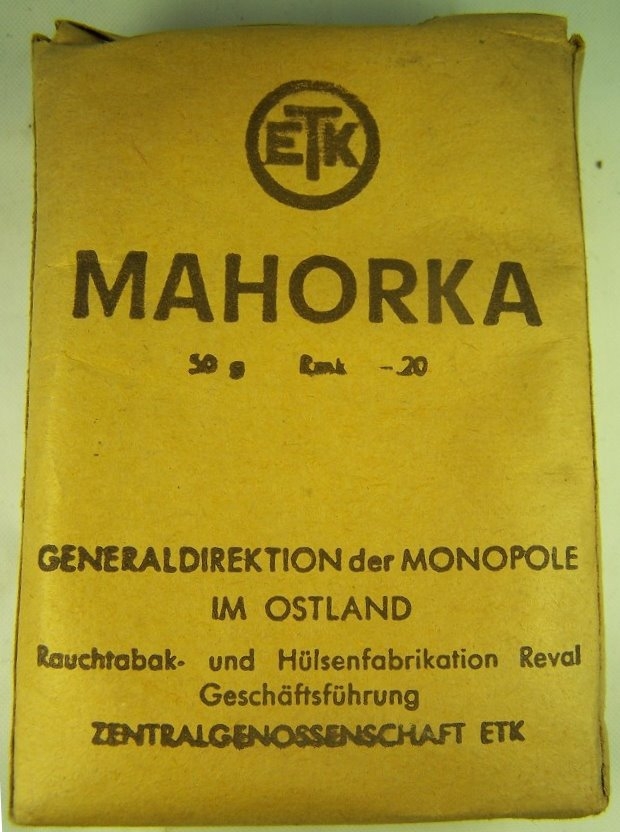 ETK
MAHORKA
50 g Rmk -.20
GENERALDIREKTION der MONOPOLE
IM OSTLAND
Rauchtabak- und Hülsenfabrikation Reval
Geschäftsführung
ZENTRALGENOSSENSCHAFT ETK